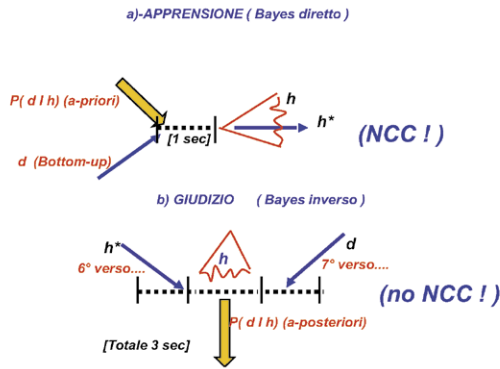 a)-APPRENSIONE ( Bayes diretto )
P( d I h) (a-priori)
h
h*
[1 sec]
(NCC ! )
d (Bottom-up)
b) GIUDIZIO ( Bayes inverso )
h*
h
d
6° verso....
7° verso....
(no NCC ! )
P( d I h) (a-posteriori)
[Totale 3 sec]